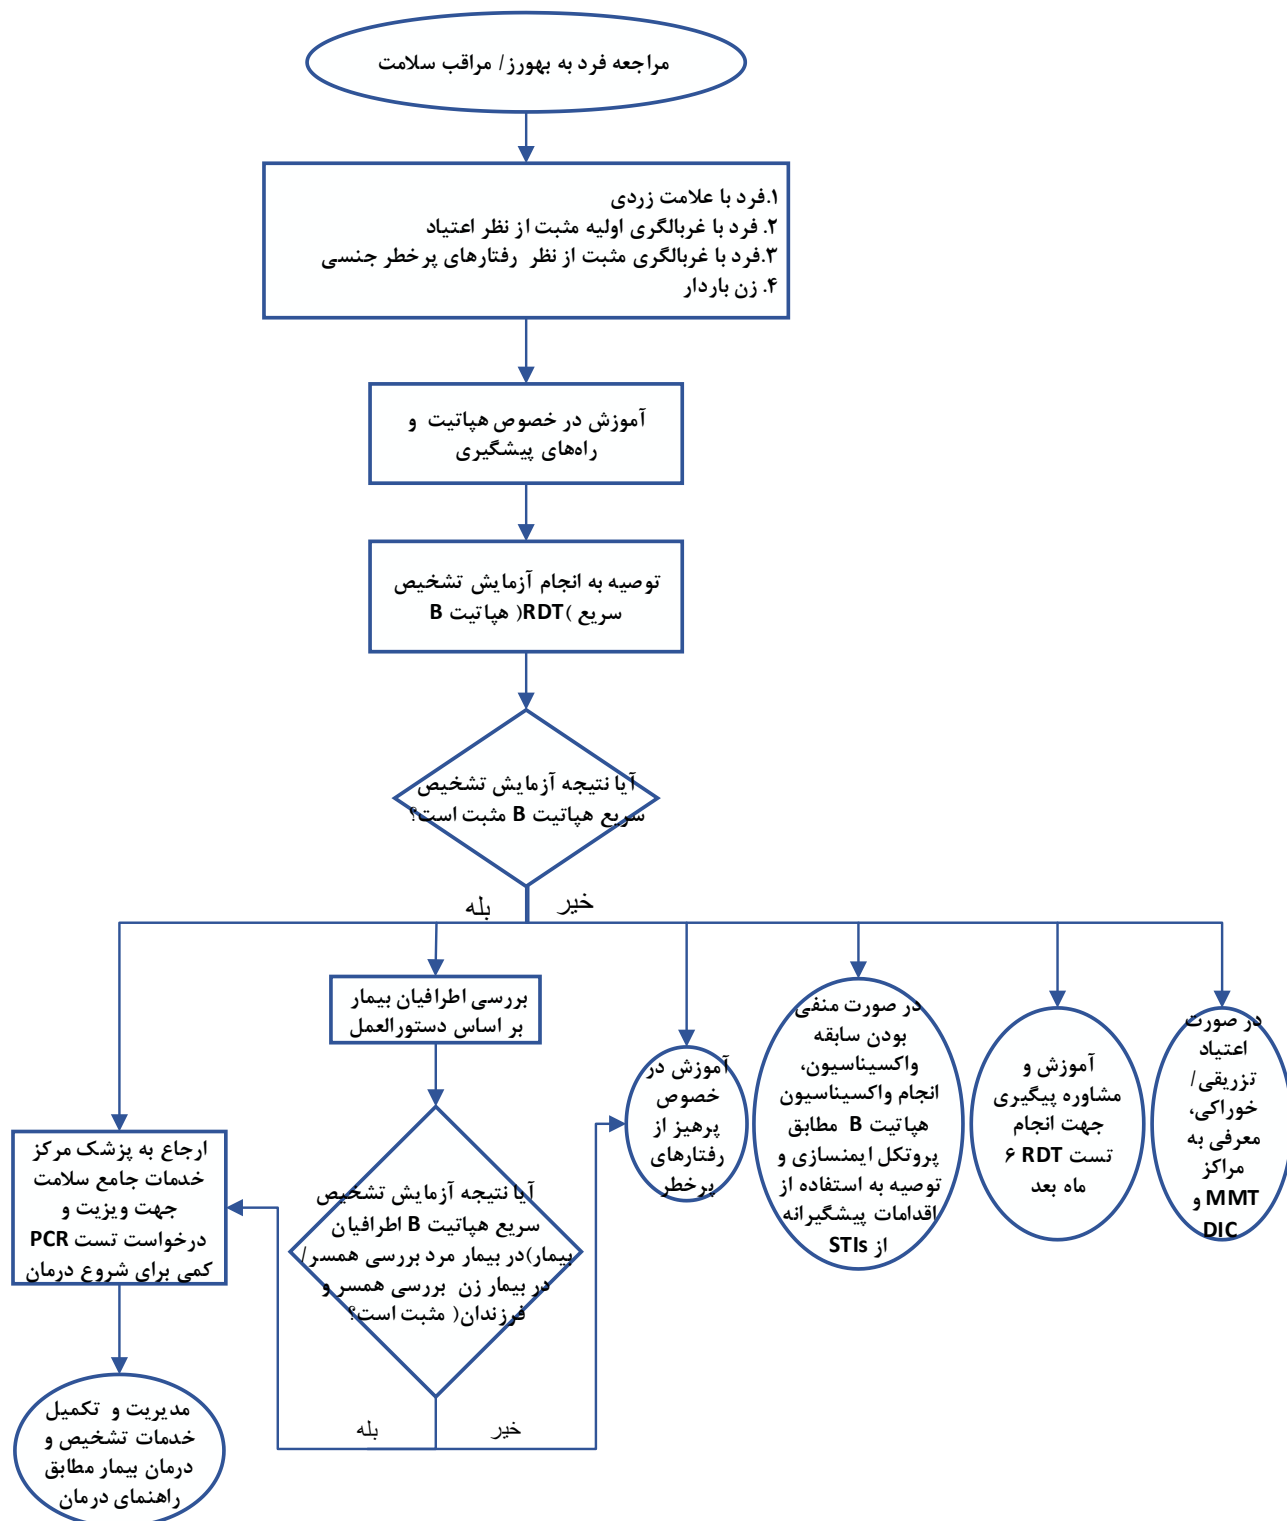 مراجعه فرد به بهورز/ مراقب سلامت
۱.فرد با علامت زردی
۲. فرد با غربالگری اولیه مثبت از نظر اعتیاد
۳.فرد با غربالگری مثبت از نظر رفتارهای پرخطر جنسی
۴. زن باردار
آموزش در خصوص هپاتیت و
راه‌های پیشگیری
توصیه به انجام آزمایش تشخیص
سریع )RDT( هپاتیت B
آیا نتیجه آزمایش تشخیص
سریع هپاتیت B مثبت است؟
خیر
بله
در صورت
اعتیاد
تزریقی/
خوراکی،
معرفی به
مراکز
MMT و
DIC
آموزش و
مشاوره پیگیری
جهت انجام
تست RDT ۶
ماه بعد
در صورت منفی
بودن سابقه
واکسیناسیون،
انجام واکسیناسیون
هپاتیت B مطابق
پروتکل ایمنسازی و
توصیه به استفاده از
اقدامات پیشگیرانه
از STIs
آموزش در
خصوص
پرهیز از
رفتارهای
پرخطر
بررسی اطرافیان بیمار
بر اساس دستورالعمل
آیا نتیجه آزمایش تشخیص
سریع هپاتیت B اطرافیان
بیمار)در بیمار مرد بررسی همسر/
در بیمار زن بررسی همسر و
فرزندان( مثبت است؟
خیر
بله
ارجاع به پزشک مرکز
خدمات جامع سلامت
جهت ویزیت و
درخواست تست PCR
کمی برای شروع درمان
مدیریت و تکمیل
خدمات تشخیص و
درمان بیمار مطابق
راهنمای درمان